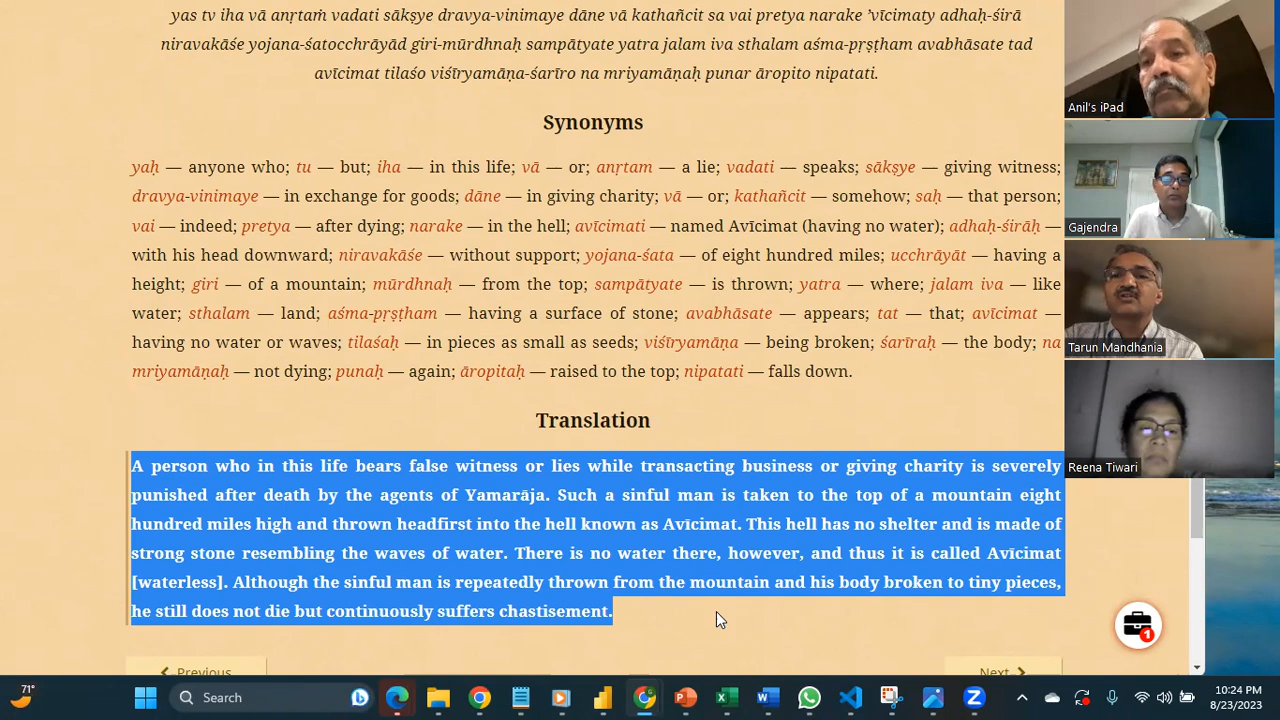 yas tv iha vā anṛtaṁ vadati sākṣye dravya-vinimaye dāne vā kathañcit sa vai pretya narake 'vīcimaty adhaḥ-śirā
niravakāśe yojana-śatocchrāyād giri-mūrdhnaḥ sampātyate yatra jalam iva sthalam aśma-pṛṣṭham avabhāsate tad
avīcimat tilaśo viśīryamāṇa-śarīro na mriyamāṇaḥ punar āropito nipatati.
Synonyms
yaḥ — anyone who; tu — but; iha — in this life; vā — or; anṛtam — a lie; vadati — speaks; sākṣye — giving witness;
dravya-vinimaye — in exchange for goods; dāne — in giving charity; vā — or; kathañcit — somehow; saḥ — that person;
vai — indeed; pretya — after dying; narake — in the hell; avīcimati — named Avīcimat (having no water); adhaḥ-śirāḥ —
with his head downward; niravakāśe — without support; yojana-śata — of eight hundred miles; ucchrāyāt — having a
height; giri — of a mountain; mūrdhnaḥ — from the top; sampātyate — is thrown; yatra — where; jalam iva — like
water; sthalam — land; aśma-pṛṣṭham — having a surface of stone; avabhāsate — appears; tat — that; avīcimat —
having no water or waves; tilaśaḥ — in pieces as small as seeds; viśīryamāṇa — being broken; śarīraḥ — the body; na
mriyamāṇaḥ — not dying; punaḥ — again; āropitaḥ — raised to the top; nipatati — falls down.
Translation
A person who in this life bears false witness or lies while transacting business or giving charity is severely
punished after death by the agents of Yamarāja. Such a sinful man is taken to the top of a mountain eight
hundred miles high and thrown headfirst into the hell known as Avīcimat. This hell has no shelter and is made of
strong stone resembling the waves of water. There is no water there, however, and thus it is called Avīcimat
[waterless]. Although the sinful man is repeatedly thrown from the mountain and his body broken to tiny pieces,
he still does not die but continuously suffers chastisement.
Previous
Next
Anil's iPad
Gajendra
Tarun Mandhania
Reena Tiwari
1
71°
Search
10:24 PM
8/23/2023